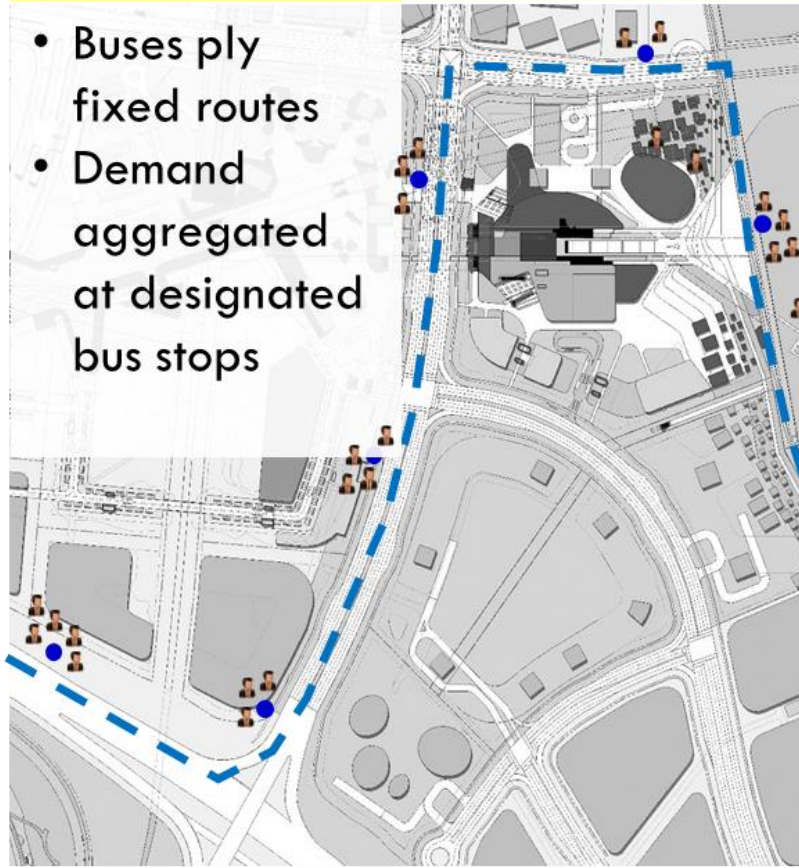 • Buses ply
fixed routes
• Demand
aggregated
at designated
bus stops